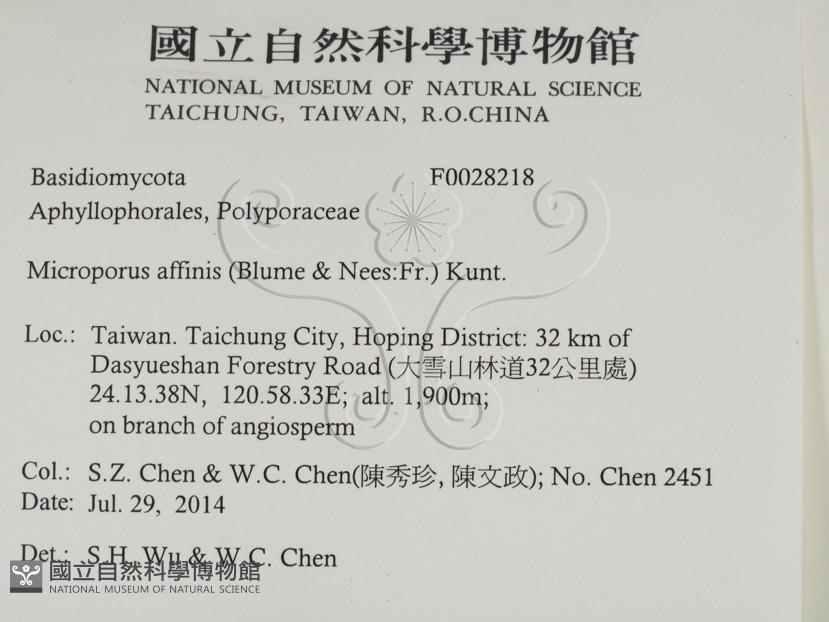 國立自然科學博物館
NATIONAL MUSEUM OF NATURAL SCIENCE
TAICHUNG, TAIWAN, R.O.CHINA
Basidiomycota F0028218
Aphyllophorales, Polyporaceae
Microporus affinis (Blume & Nees:Fr.) Kunt.
Loc.: Taiwan. Taichung City, Hoping District: 32 km of
Dasyueshan Forestry Road (大雪山林道32公里處)
24.13.38N, 120.58.33E; alt. 1,900m;
on branch of angiosperm
Col.: S.Z. Chen & W.C. Chen(陳秀珍, 陳文政); No. Chen 2451
Date: Jul. 29, 2014
Det.: S.H. Wu & W.C. Chen
國立自然科學博物館
NATIONAL MUSEUM OF NATURAL SCIENCE